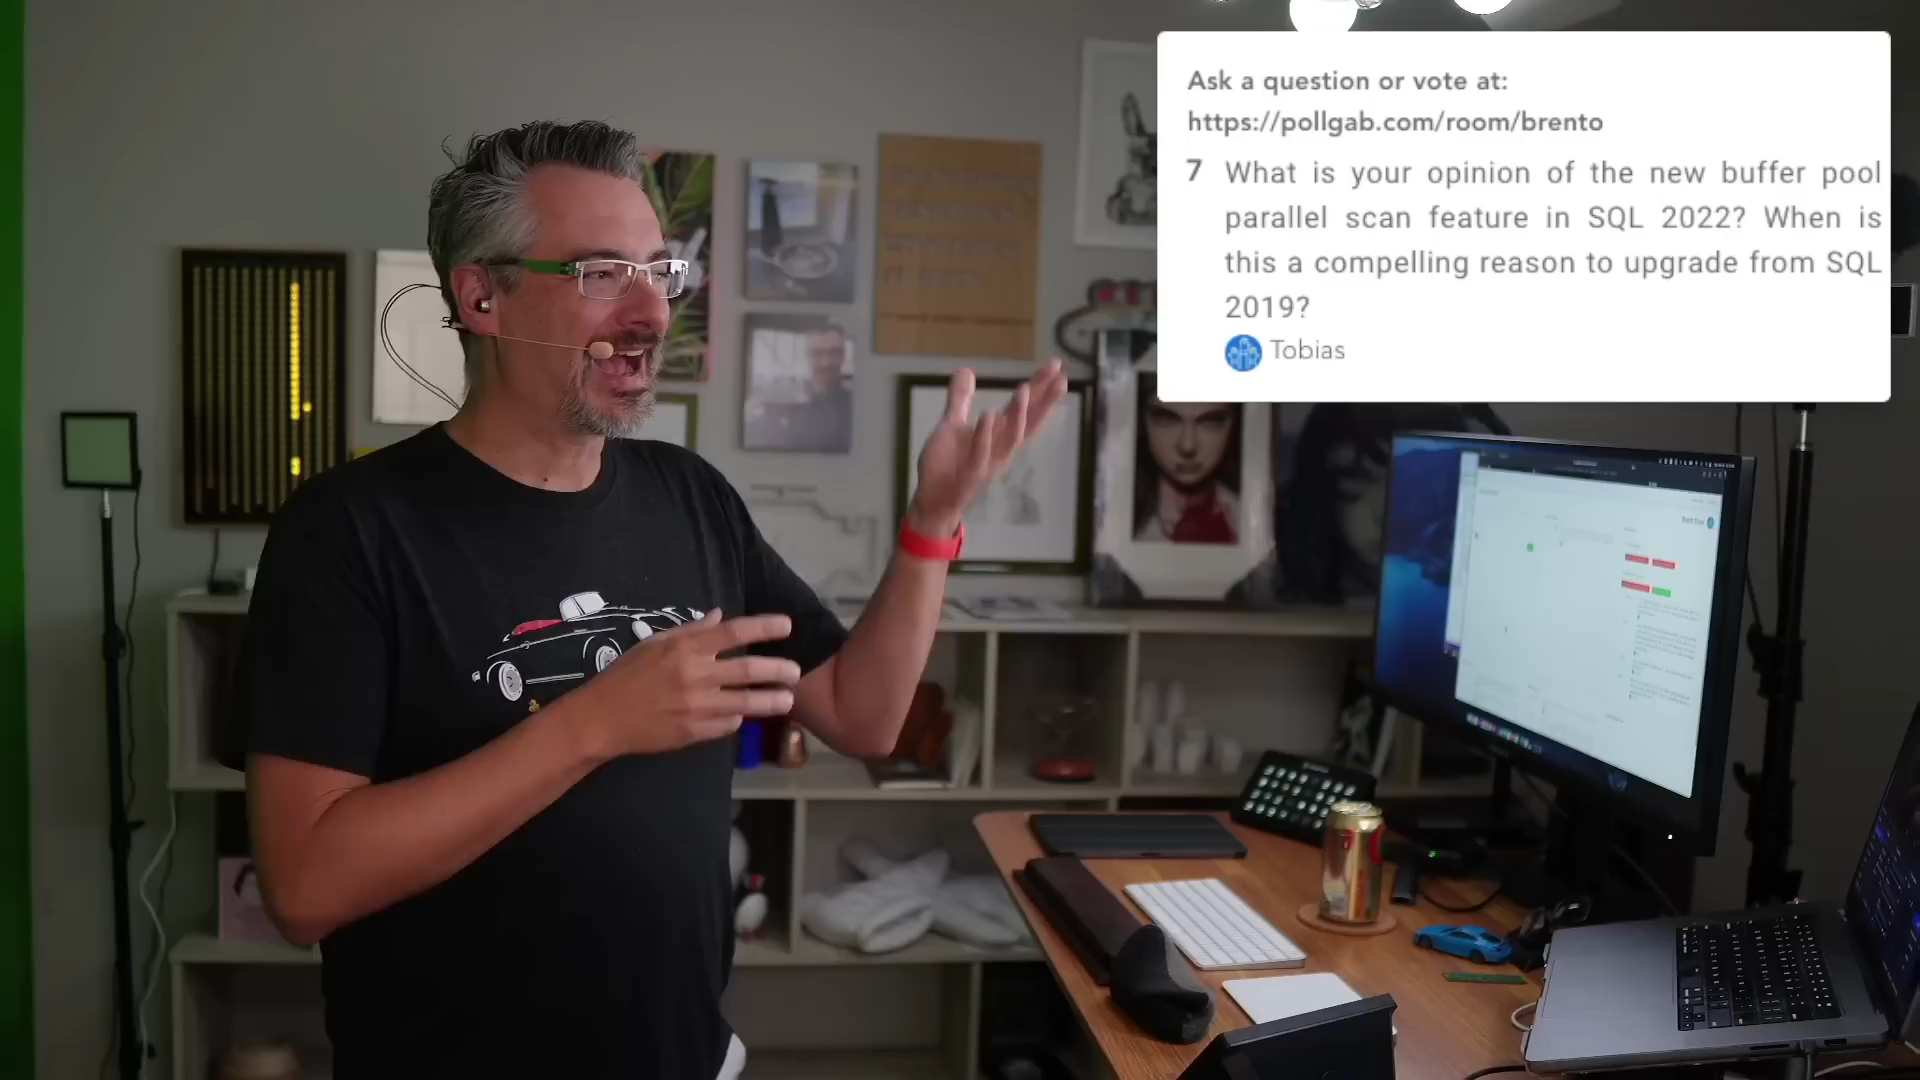 Ask a question or vote at:
https://pollgab.com/room/brento
7 What is your opinion of the new buffer pool
parallel scan feature in SQL 2022? When is
this a compelling reason to upgrade from SQL
2019?
Tobias